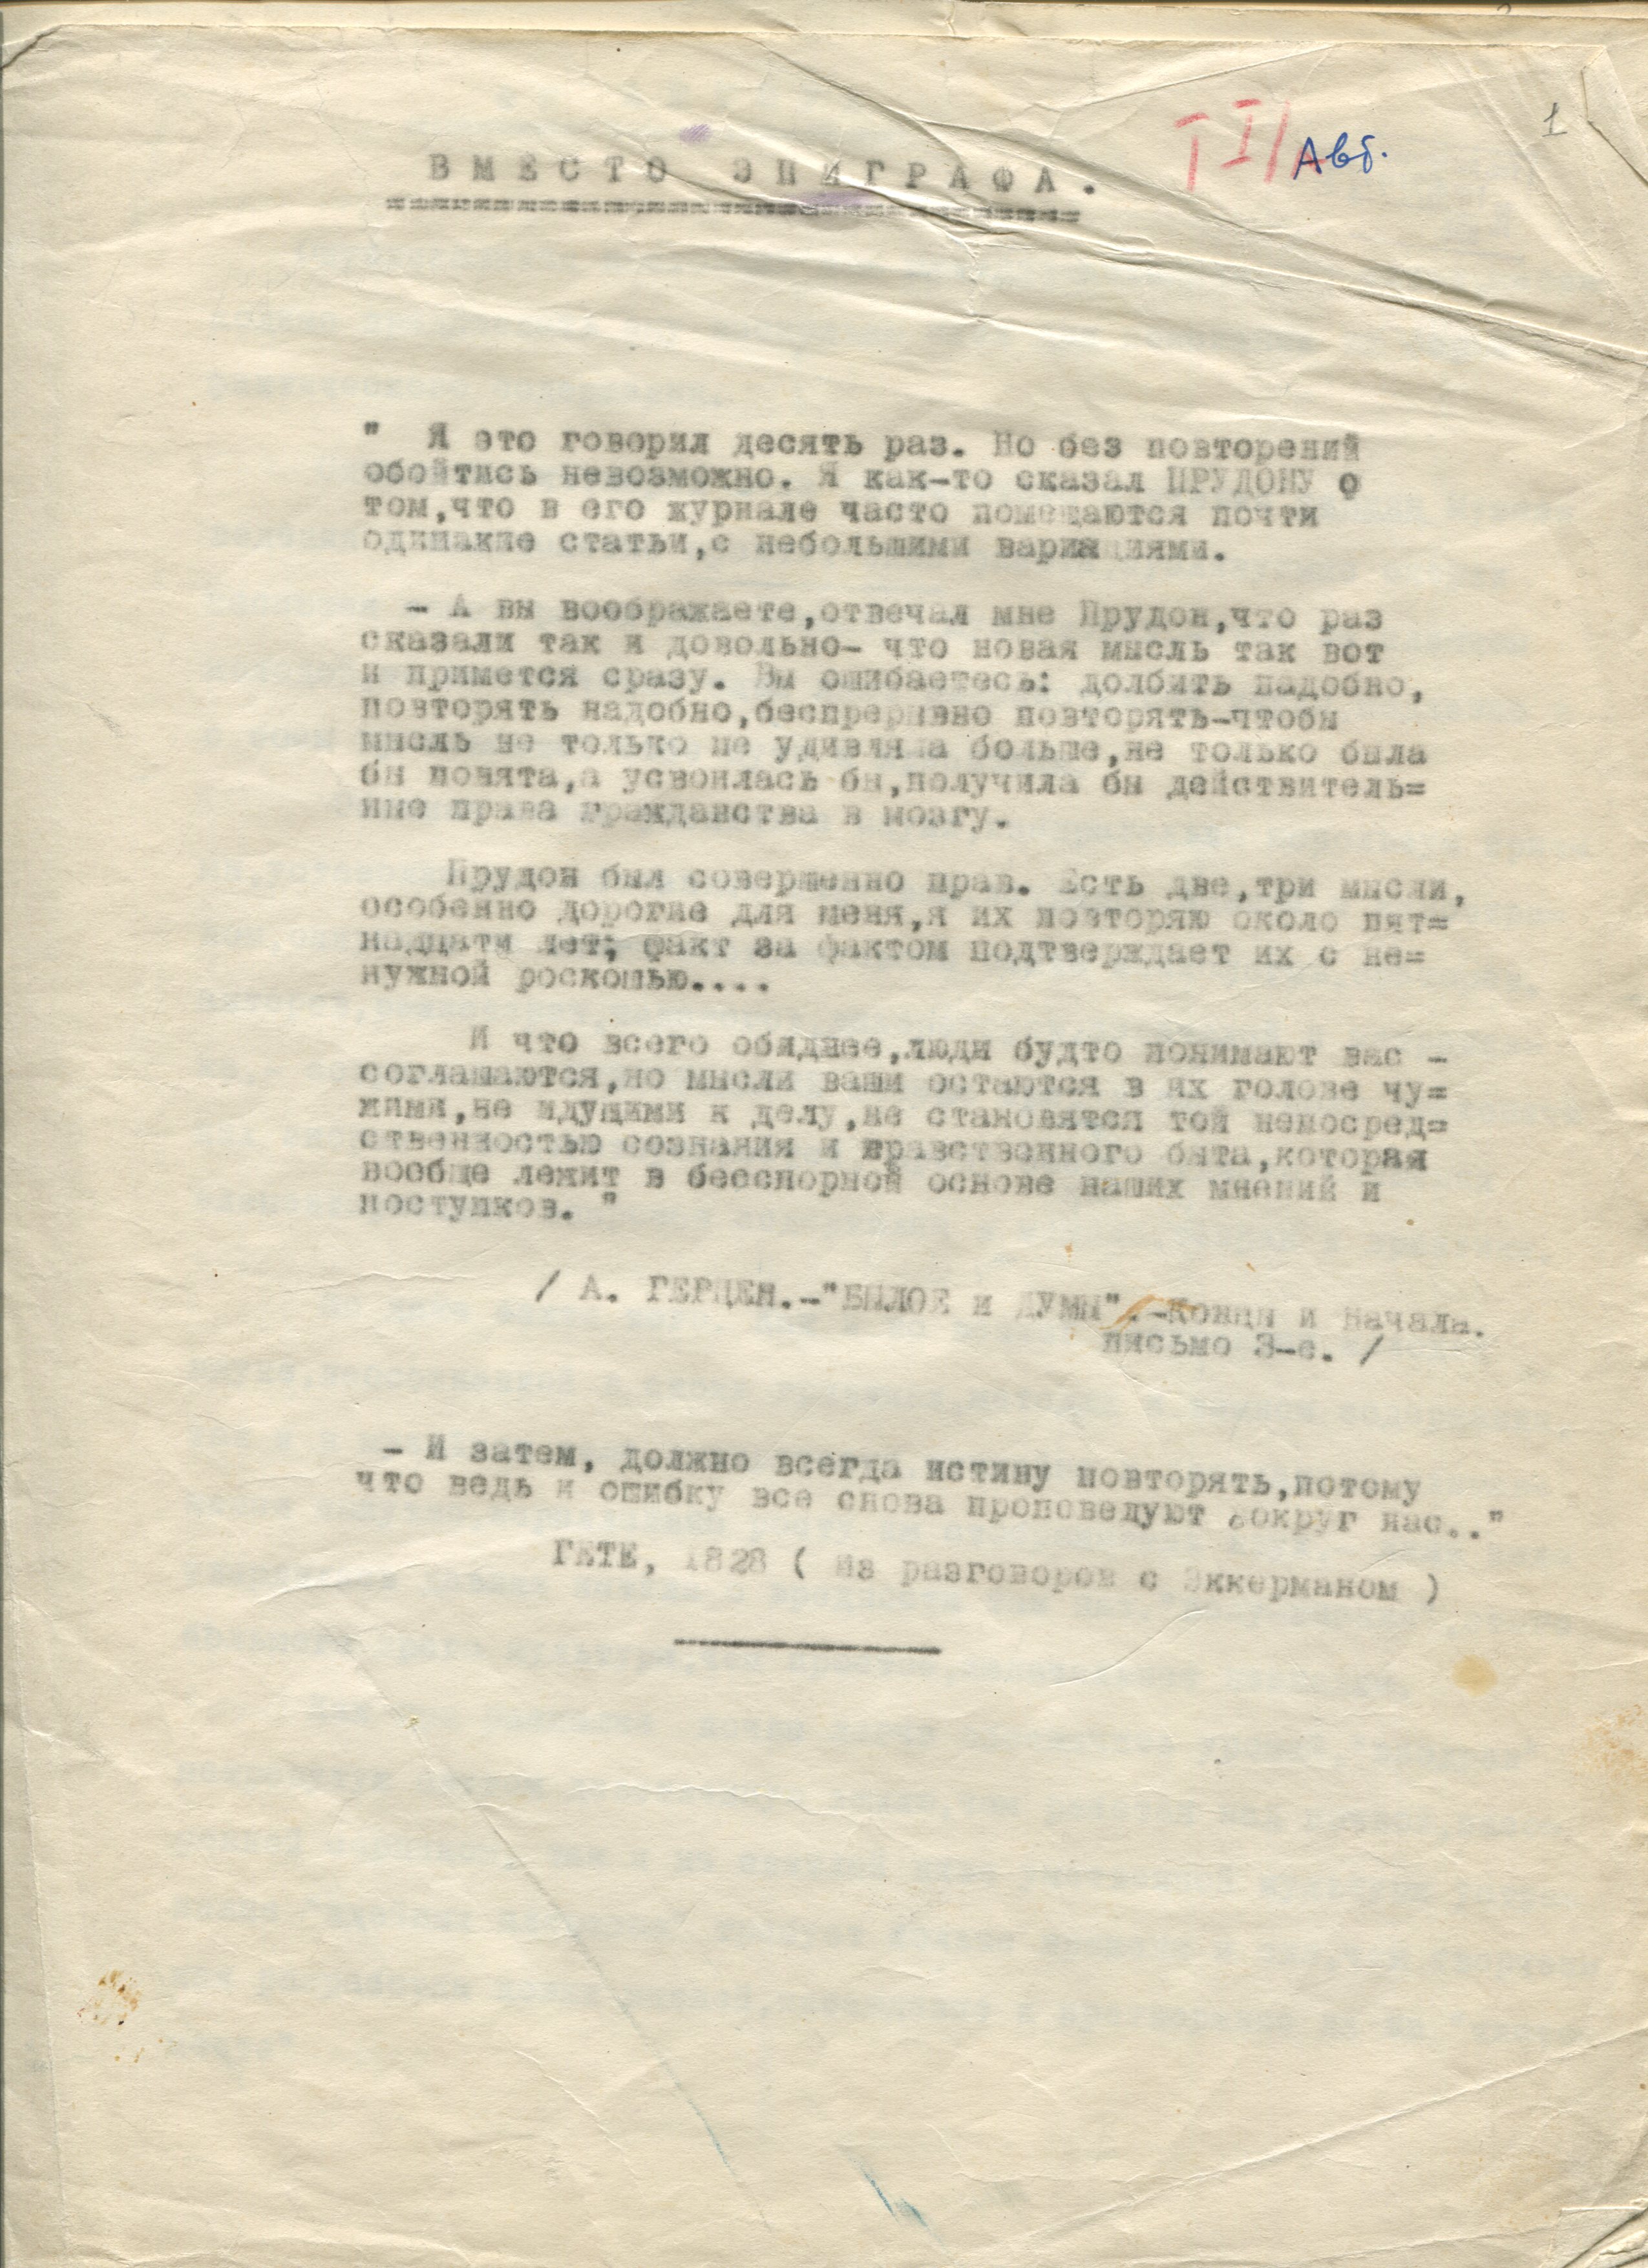 1
I I/ Авг.
ВМЕСТО ЭПИГРАФА.
" Я это говорил десять раз. Но без повторений
обойтись невозможно. Я как-то сказал ПРУДОНУ о
том,что в его журнале часто помещаются почти
одинакие статьи,с небольшими вариациями.
- А вы воображаете,отвечал мне Прудон,что раз
сказали так и довольно- что новая мысль так вот
и примется сразу. Вы ошибаетесь: долбить надобно,
повторять надобно,беспрерывно повторять-чтобы
мысль не только не удивляла больше,не только была
бы понята,а усвоилась бы,получила бы действитель=
ные права гражданства в мозгу.
Прудон был совершенно прав. Есть две,три мысли,
особенно дорогие для меня,я их повторяю около пят=
надцати лет; факт за фактом подтверждает их с не=
нужной роскошью....
И что всего обиднее,люди будто понимают вас -
соглашаются,но мысли ваши остаются в их голове чу=
жими,не идущими к делу,не становятся той непосред=
ственностью сознания и нравственного быта,которая
вообще лежит в бесспорной основе наших мнений и
поступков. "
/ А. ГЕРЦЕН.-"БЫЛОЕ и ДУМЫ".-Концы и начала.
письмо 3-е. /
- И затем, должно всегда истину повторять,потому
что ведь и ошибку все снова проповедуют вокруг нас.."
ГЕТЕ, 1828 ( из разговоров с Эккерманом )